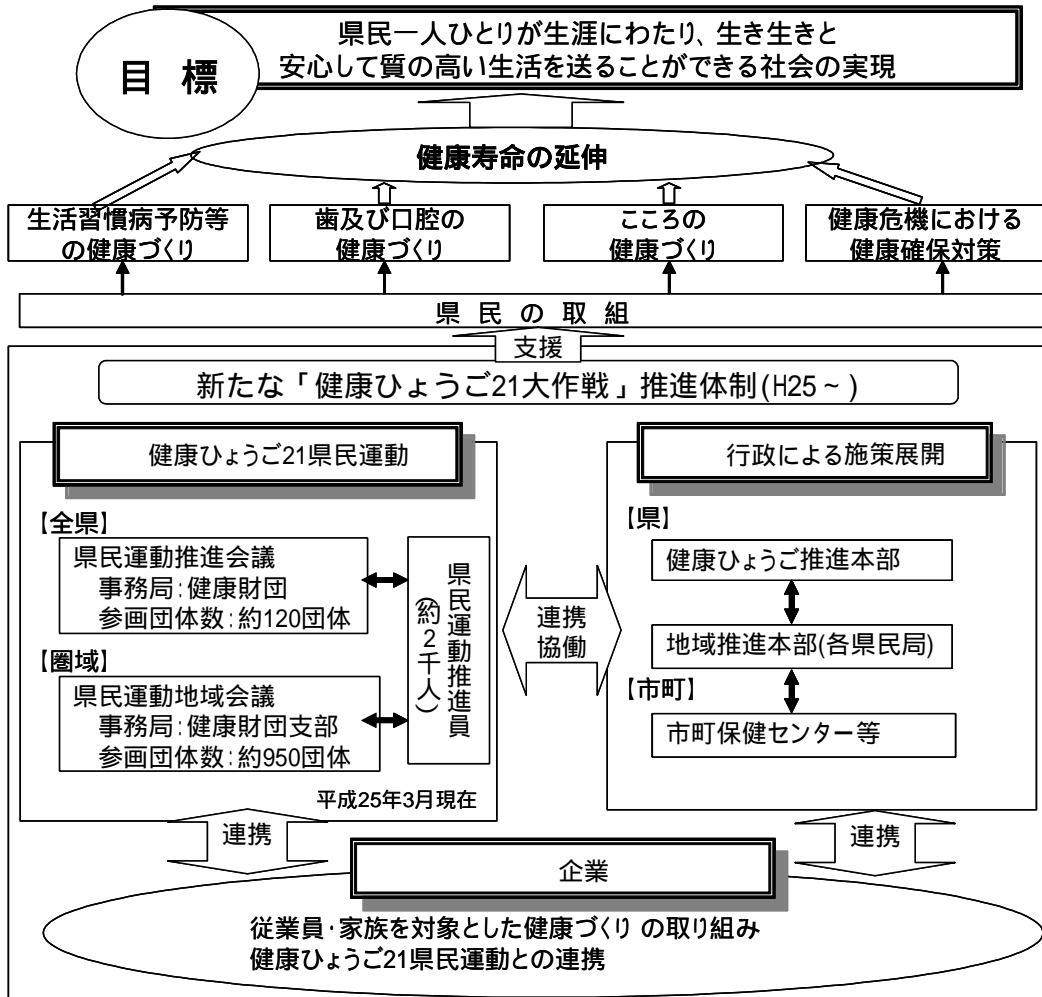 目 標
県民一人ひとりが生涯にわたり、生き生きと
安心して質の高い生活を送ることができる社会の実現
健康寿命の延伸
生活習慣病予防等
の健康づくり
歯及び口腔の
健康づくり
こころの
健康づくり
健康危機における
健康確保対策
県 民 の 取 組
支援
新たな「健康ひょうご21大作戦」推進体制(H25~)
健康ひょうご21県民運動
【全県】
県民運動推進会議
事務局:健康財団
参画団体数:約120団体
【圏域】
県民運動地域会議
事務局:健康財団支部
参画団体数:約950団体
県民運動推進員
(約2千人)
平成25年3月現在
連携
協働
行政による施策展開
【県】
健康ひょうご推進本部
地域推進本部(各県民局)
【市町】
市町保健センター等
連携
連携
企業
従業員・家族を対象とした健康づくり の取り組み
健康ひょうご21県民運動との連携